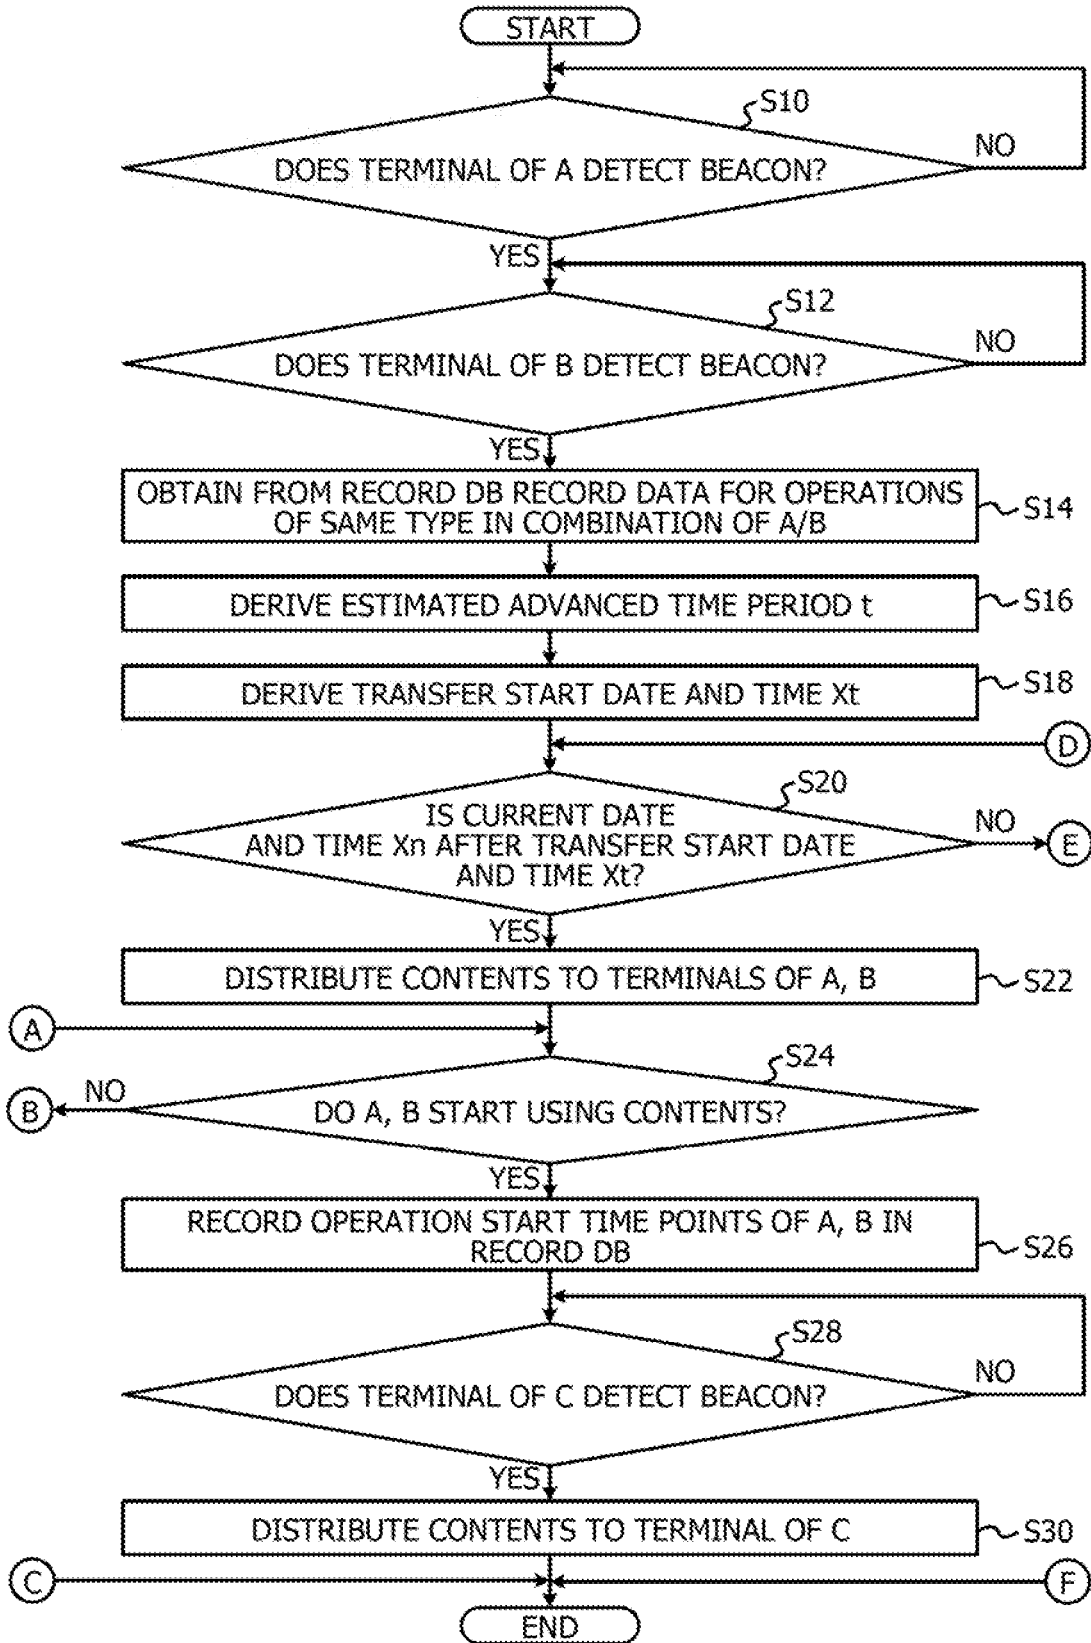 START
S10
DOES TERMINAL OF A DETECT BEACON?
NO
YES
S12
DOES TERMINAL OF B DETECT BEACON?
NO
YES
OBTAIN FROM RECORD DB RECORD DATA FOR OPERATIONS
OF SAME TYPE IN COMBINATION OF A/B
S14
DERIVE ESTIMATED ADVANCED TIME PERIOD t
S16
DERIVE TRANSFER START DATE AND TIME Xt
S18
D
S20
IS CURRENT DATE
AND TIME Xn AFTER TRANSFER START DATE
AND TIME Xt?
NO
E
YES
DISTRIBUTE CONTENTS TO TERMINALS OF A, B
S22
A
S24
B
NO
DO A, B START USING CONTENTS?
YES
RECORD OPERATION START TIME POINTS OF A, B IN
RECORD DB
S26
S28
DOES TERMINAL OF C DETECT BEACON?
NO
YES
DISTRIBUTE CONTENTS TO TERMINAL OF C
S30
C
F
END